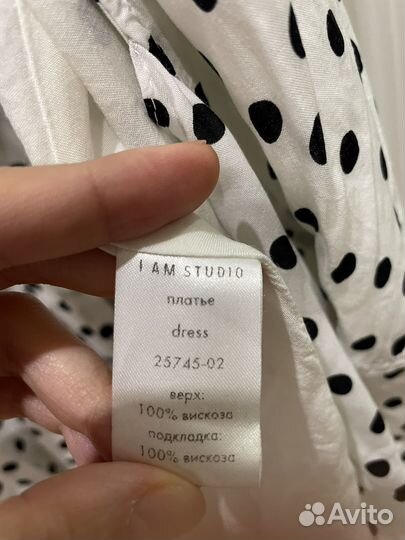 I AM STUDIO
платье
dress
25745-02
верх:
100% вискоза
подкладка:
100% вискоза
Avito